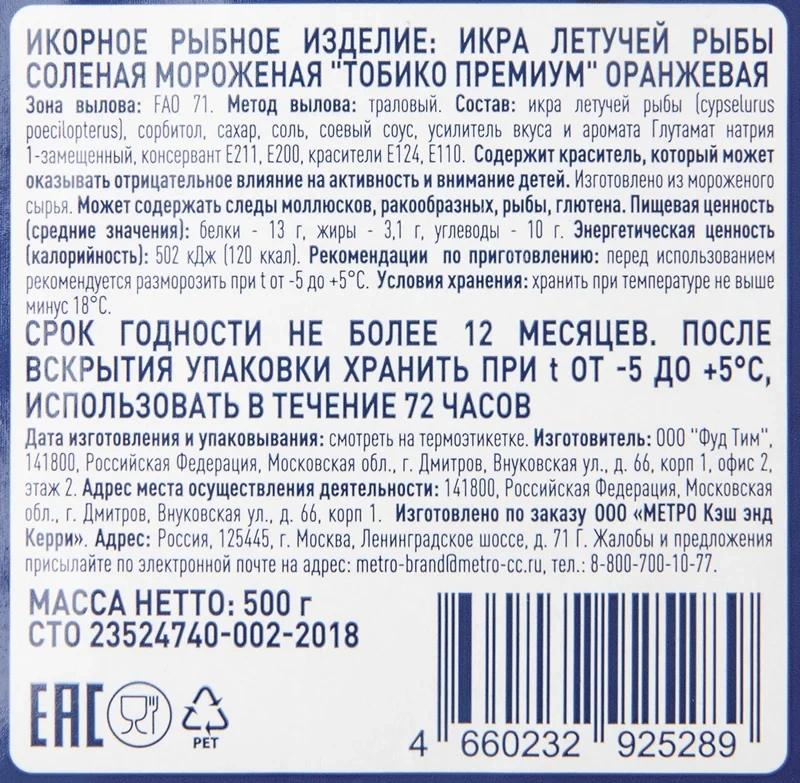 ИКОРНОЕ РЫБНОЕ ИЗДЕЛИЕ: ИКРА ЛЕТУЧЕЙ РЫБЫ
СОЛЕНАЯ МОРОЖЕНАЯ "ТОБИКО ПРЕМИУМ" ОРАНЖЕВАЯ
Зона вылова: FAO 71. Метод вылова: траловый. Состав: икра летучей рыбы (cypselurus
poecilopterus), сорбитол, сахар, соль, соевый соус, усилитель вкуса и аромата Глутамат натрия
1-замещенный, консервант Е211, Е200, красители Е124, Е110. Содержит краситель, который может
оказывать отрицательное влияние на активность и внимание детей. Изготовлено из мороженого
сырья. Может содержать следы моллюсков, ракообразных, рыбы, глютена. Пищевая ценность
(средние значения): белки - 13 г, жиры - 3,1 г, углеводы - 10 г. Энергетическая ценность
(калорийность): 502 кДж (120 ккал). Рекомендации по приготовлению: перед использованием
рекомендуется разморозить при t от -5 до +5°С. Условия хранения: хранить при температуре не выше
минус 18°С.
СРОК ГОДНОСТИ НЕ БОЛЕЕ 12 МЕСЯЦЕВ. ПОСЛЕ
ВСКРЫТИЯ УПАКОВКИ ХРАНИТЬ ПРИ t ОТ -5 ДО +5°С,
ИСПОЛЬЗОВАТЬ В ТЕЧЕНИЕ 72 ЧАСОВ
Дата изготовления и упаковывания: смотреть на термоэтикетке. Изготовитель: ООО "Фуд Тим",
141800, Российская Федерация, Московская обл., г. Дмитров, Внуковская ул., д. 66, корп 1, офис 2,
этаж 2. Адрес места осуществления деятельности: 141800, Российская Федерация, Московская
обл., г. Дмитров, Внуковская ул., д. 66, корп 1. Изготовлено по заказу ООО «МЕТРО Кэш энд
Керри». Адрес: Россия, 125445, г. Москва, Ленинградское шоссе, д. 71 Г. Жалобы и предложения
присылайте по электронной почте на адрес: metro-brand@metro-cc.ru, тел.: 8-800-700-10-77.
МАССА НЕТТО: 500 г
СТО 23524740-002-2018
ЕАС
PET
4 660232 925289